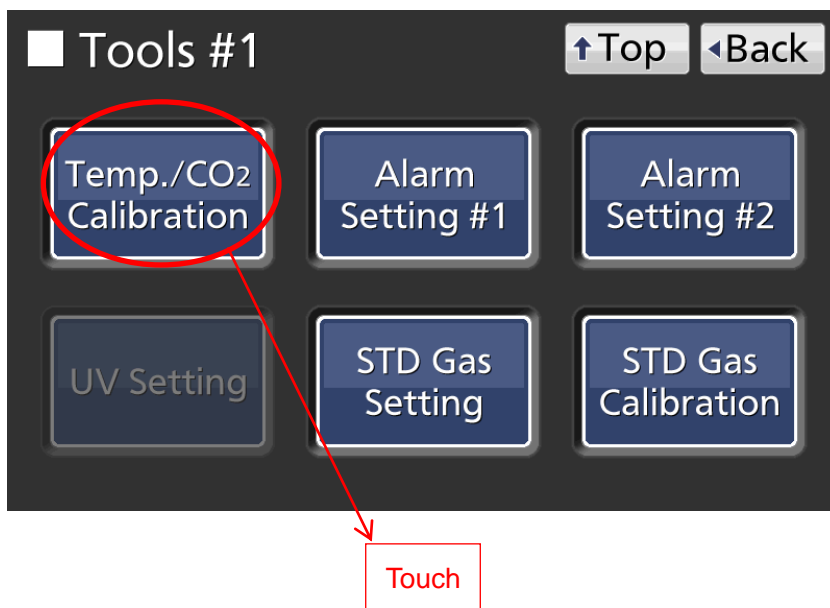 Tools #1
Top
Back
Temp./CO2
Calibration
Alarm
Setting #1
Alarm
Setting #2
UV Setting
STD Gas
Setting
STD Gas
Calibration
Touch